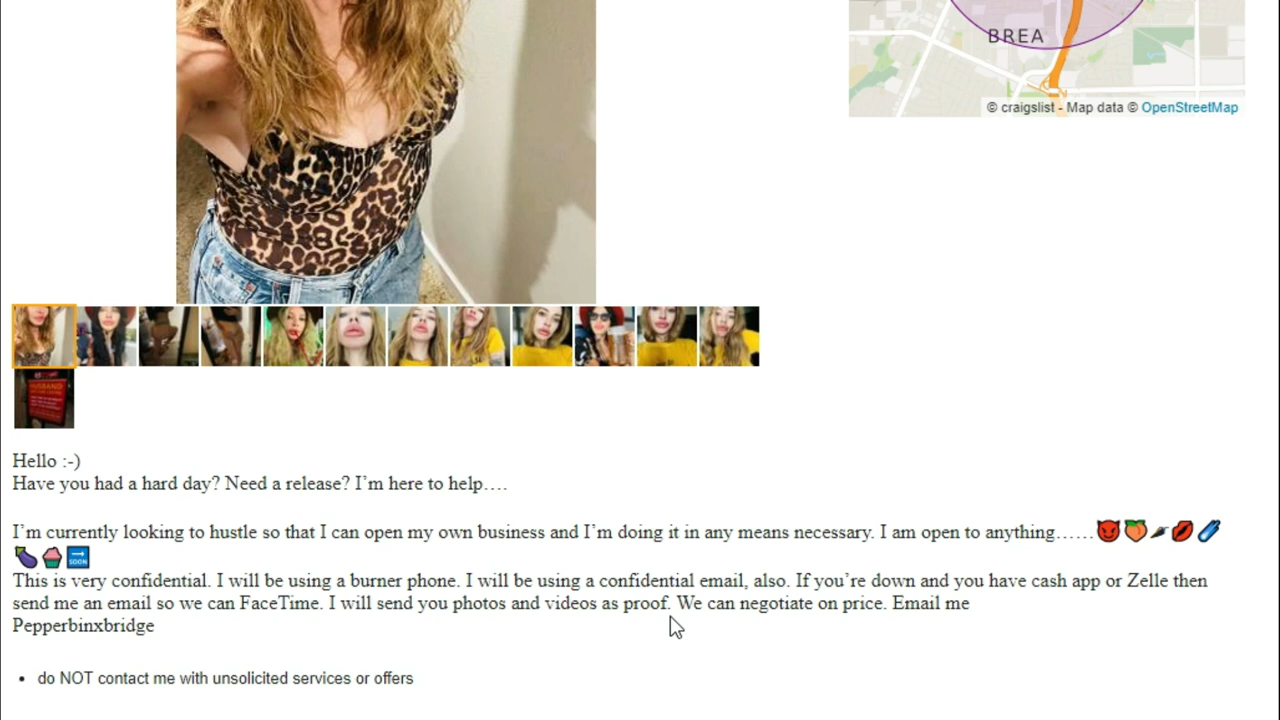 BREA
© craigslist - Map data © OpenStreetMap
HUSBAND
Hello :-)
Have you had a hard day? Need a release? I’m here to help….
I’m currently looking to hustle so that I can open my own business and I’m doing it in any means necessary. I am open to anything……😈🍑🌶💋🧪
🍆🧁🔜
This is very confidential. I will be using a burner phone. I will be using a confidential email, also. If you’re down and you have cash app or Zelle then
send me an email so we can FaceTime. I will send you photos and videos as proof. We can negotiate on price. Email me
Pepperbinxbridge
• do NOT contact me with unsolicited services or offers